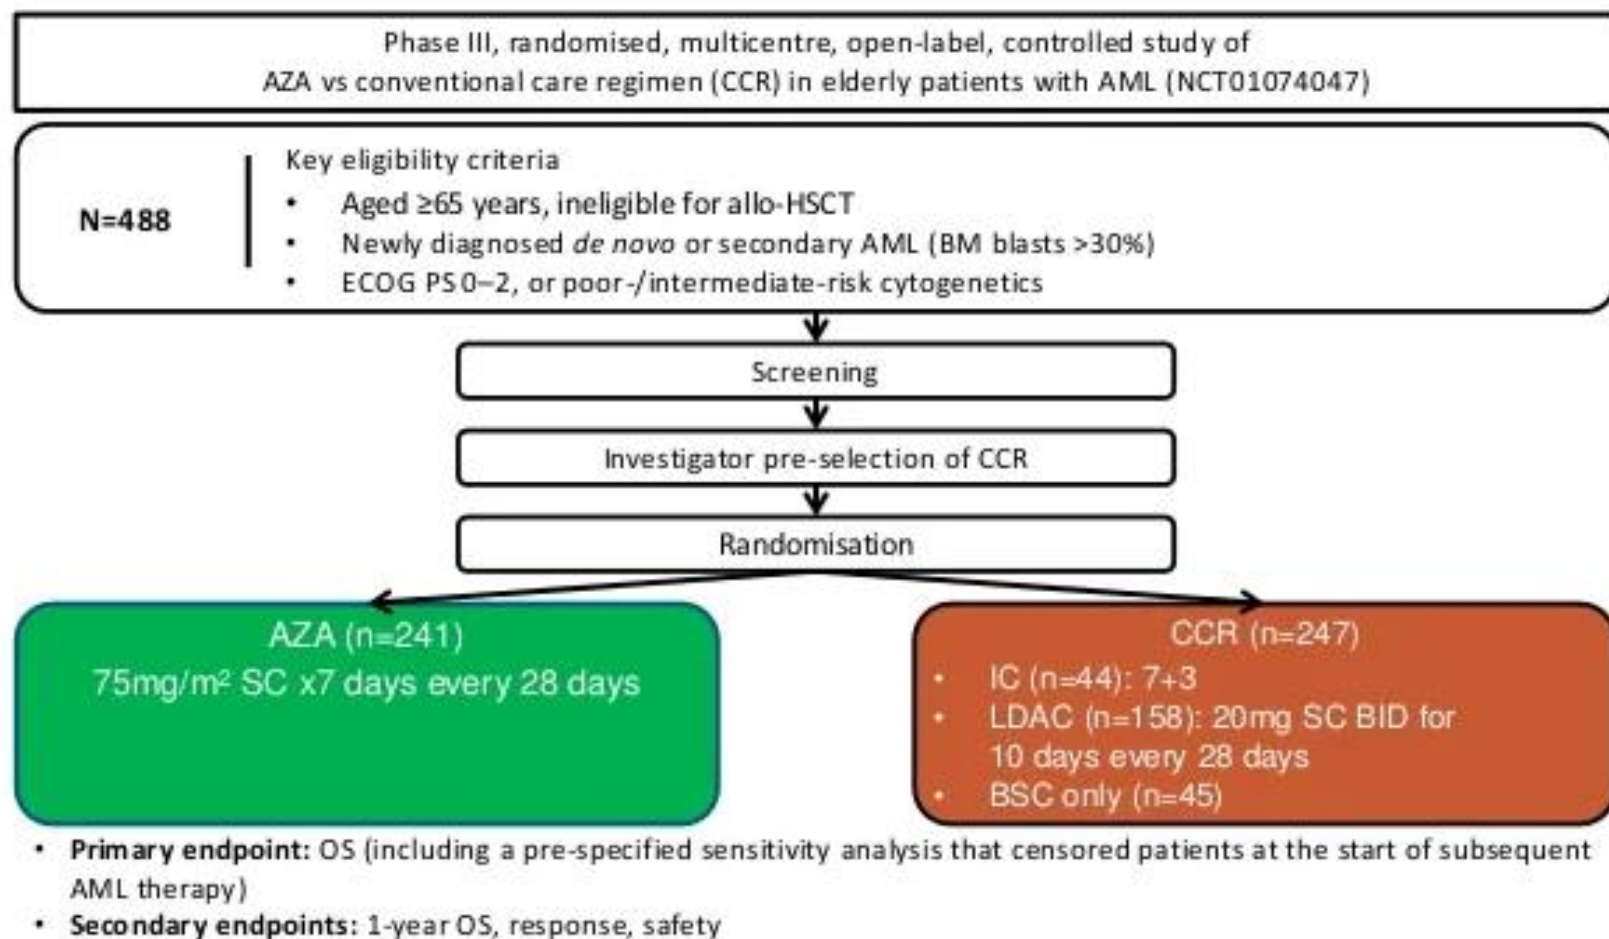 Phase III, randomised, multicentre, open-label, controlled study of
AZA vs conventional care regimen (CCR) in elderly patients with AML (NCT01074047)
N=488
Key eligibility criteria
• Aged ≥65 years, ineligible for allo-HSCT
• Newly diagnosed de novo or secondary AML (BM blasts >30%)
• ECOG PS 0–2, or poor-/intermediate-risk cytogenetics
Screening
Investigator pre-selection of CCR
Randomisation
AZA (n=241)
75mg/m² SC x7 days every 28 days
CCR (n=247)
• IC (n=44): 7+3
• LDAC (n=158): 20mg SC BID for
10 days every 28 days
• BSC only (n=45)
• Primary endpoint: OS (including a pre-specified sensitivity analysis that censored patients at the start of subsequent
AML therapy)
• Secondary endpoints: 1-year OS, response, safety